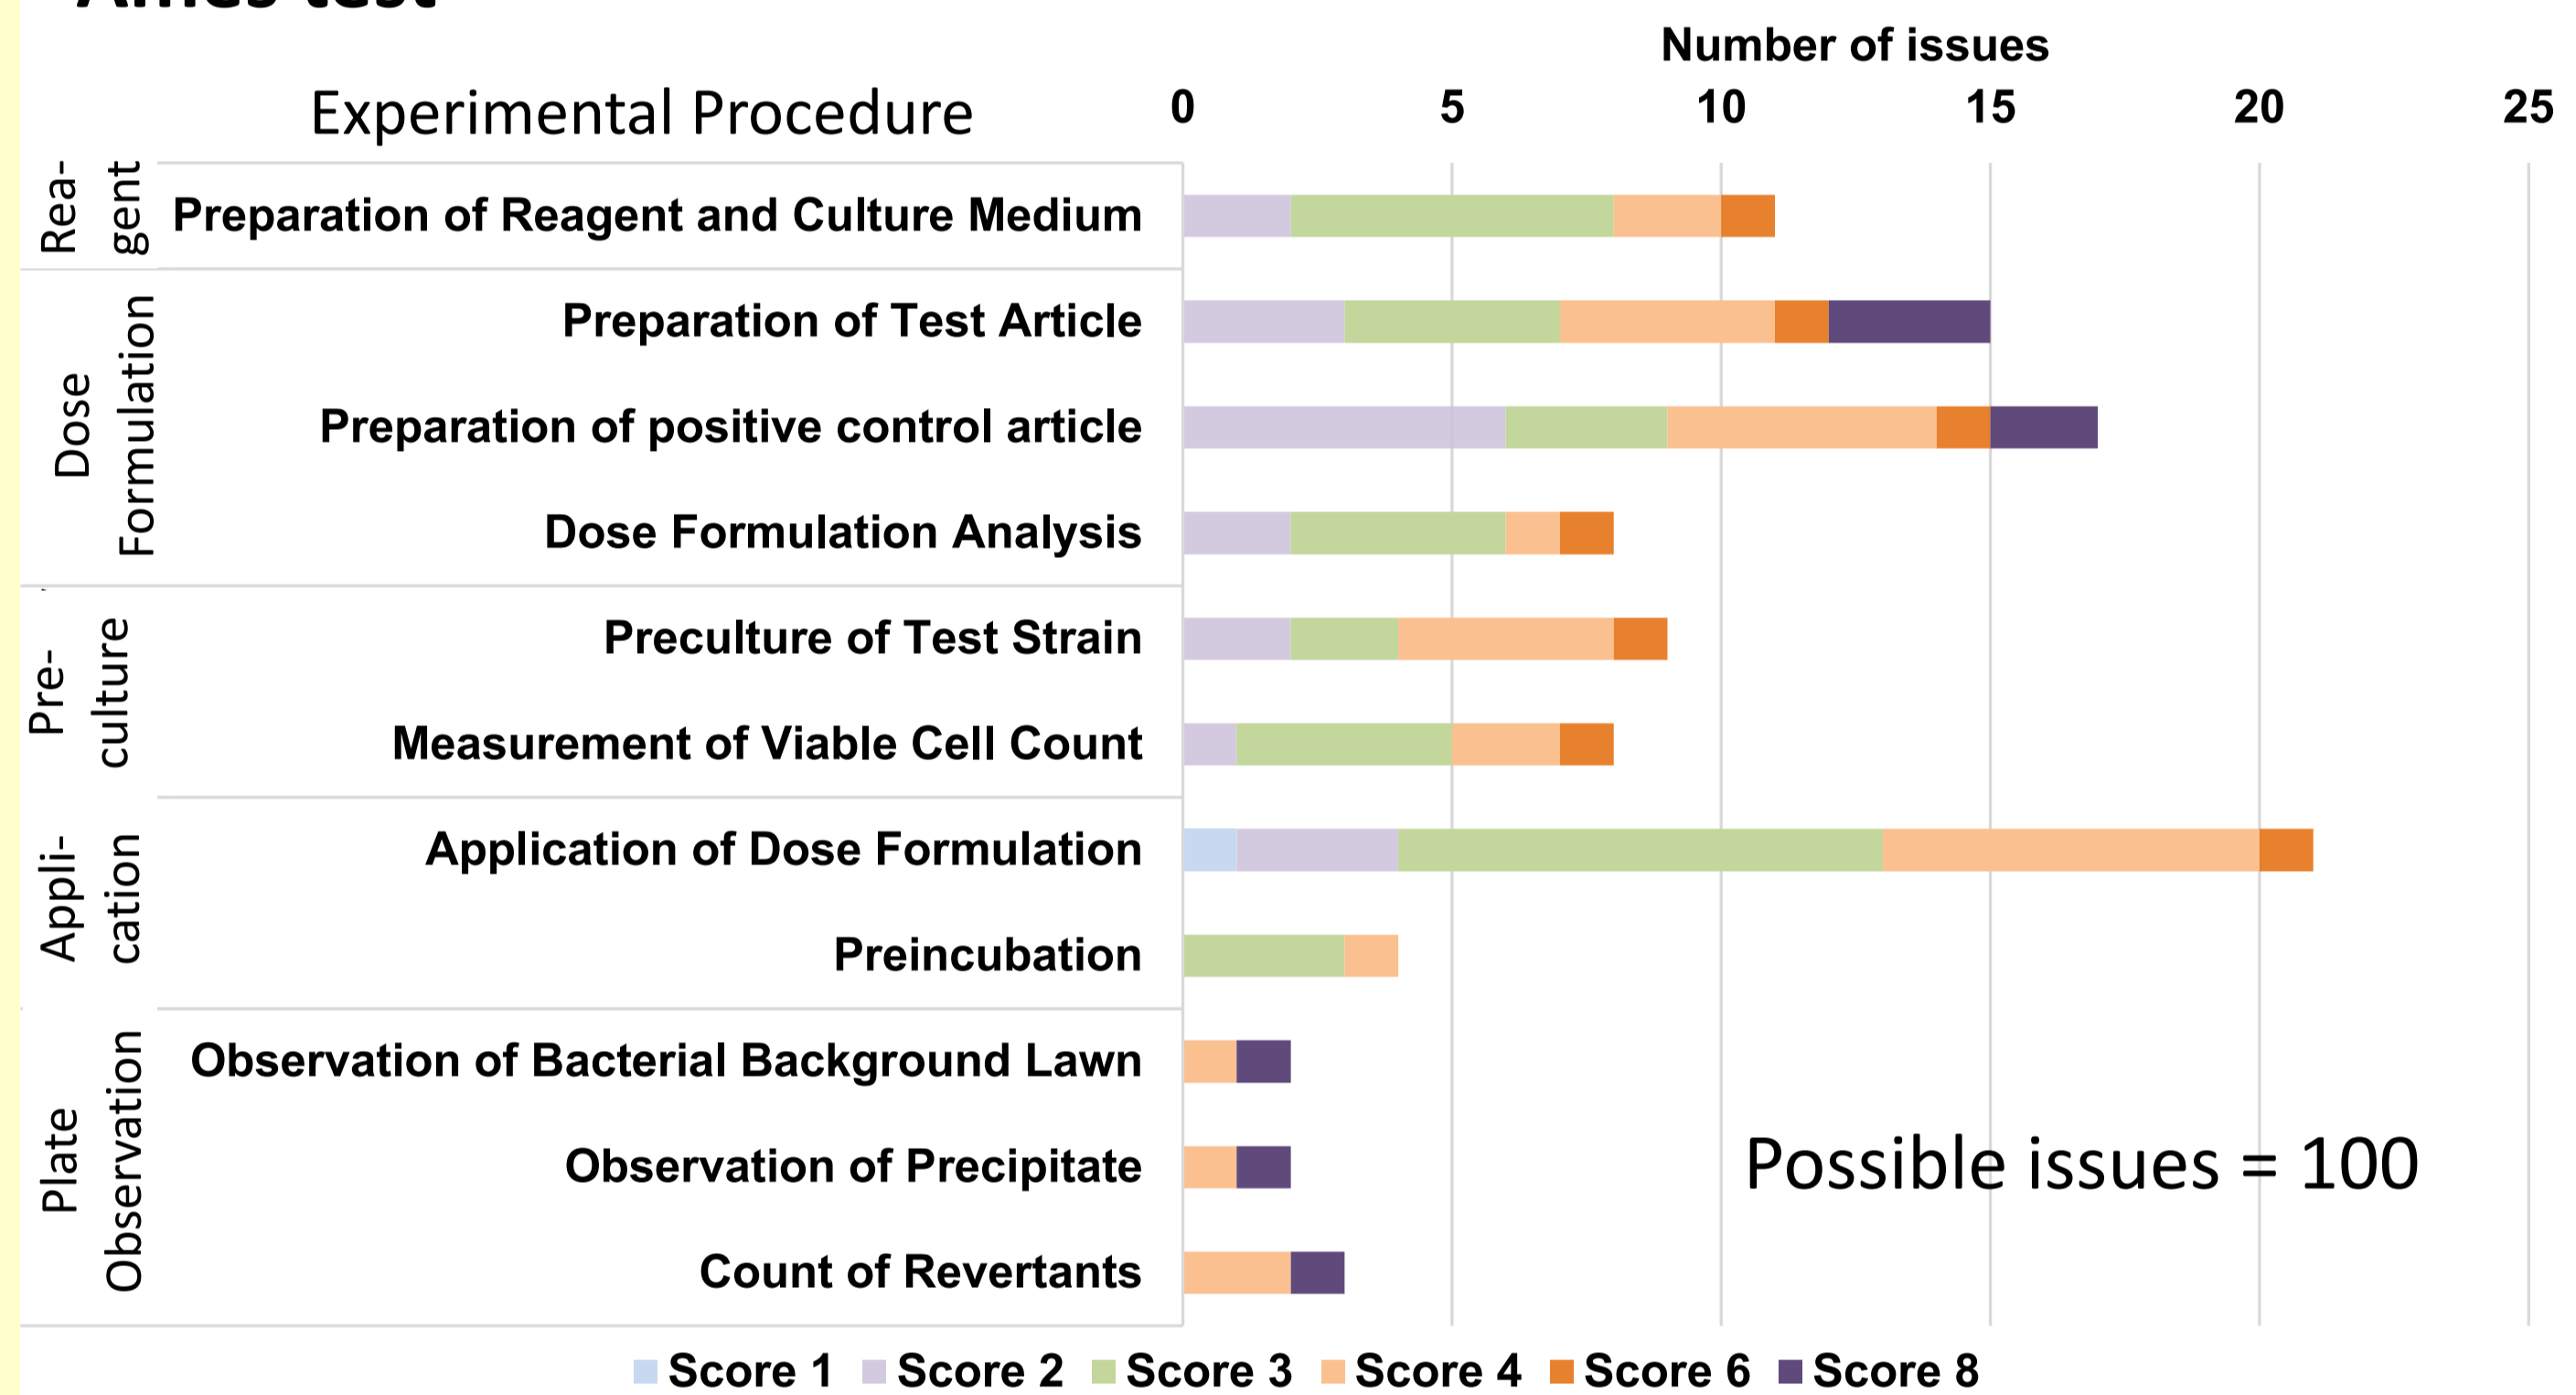 Ames test
Number of issues
Experimental Procedure
0 5 10 15 20 25
Rea-
gent
Preparation of Reagent and Culture Medium
Dose
Formulation
Preparation of Test Article
Preparation of positive control article
Dose Formulation Analysis
Pre-
culture
Preculture of Test Strain
Measurement of Viable Cell Count
Appli-
cation
Application of Dose Formulation
Preincubation
Plate
Observation
Observation of Bacterial Background Lawn
Observation of Precipitate
Count of Revertants
Possible issues = 100
Score 1 Score 2 Score 3 Score 4 Score 6 Score 8